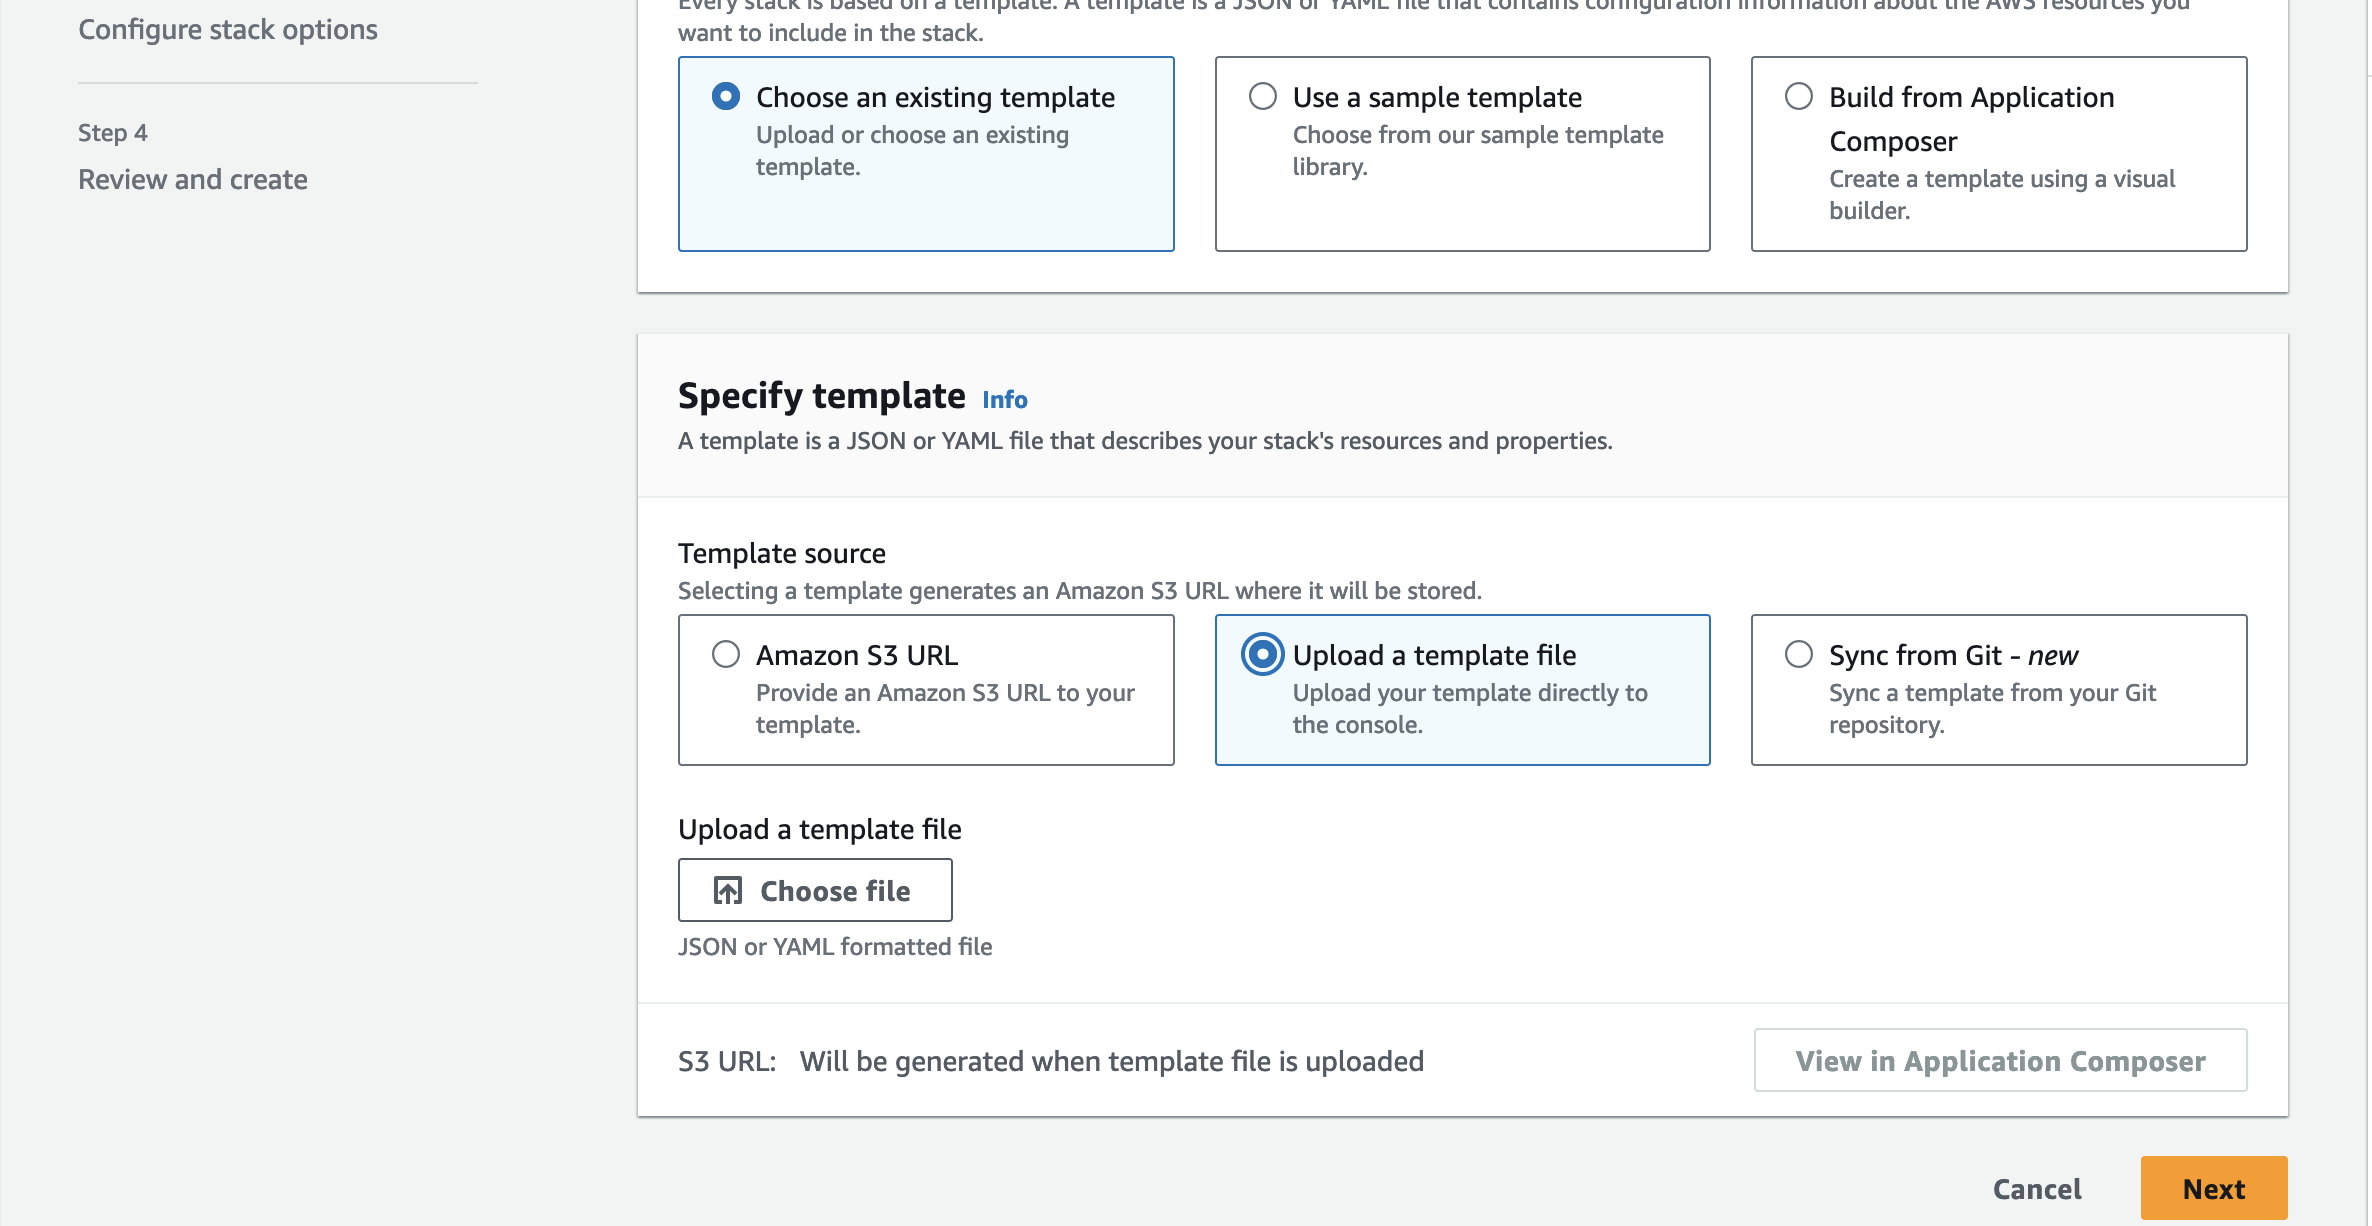 Configure stack options
Step 4
Review and create
Every stack is based on a template. A template is a JSON or YAML file that contains configuration information about the AWS resources you
want to include in the stack.
Choose an existing template
Upload or choose an existing
template.
Use a sample template
Choose from our sample template
library.
Build from Application
Composer
Create a template using a visual
builder.
Specify template Info
A template is a JSON or YAML file that describes your stack's resources and properties.
Template source
Selecting a template generates an Amazon S3 URL where it will be stored.
Amazon S3 URL
Provide an Amazon S3 URL to your
template.
Upload a template file
Upload your template directly to
the console.
Sync from Git - new
Sync a template from your Git
repository.
Upload a template file
Choose file
JSON or YAML formatted file
S3 URL: Will be generated when template file is uploaded
View in Application Composer
Cancel
Next